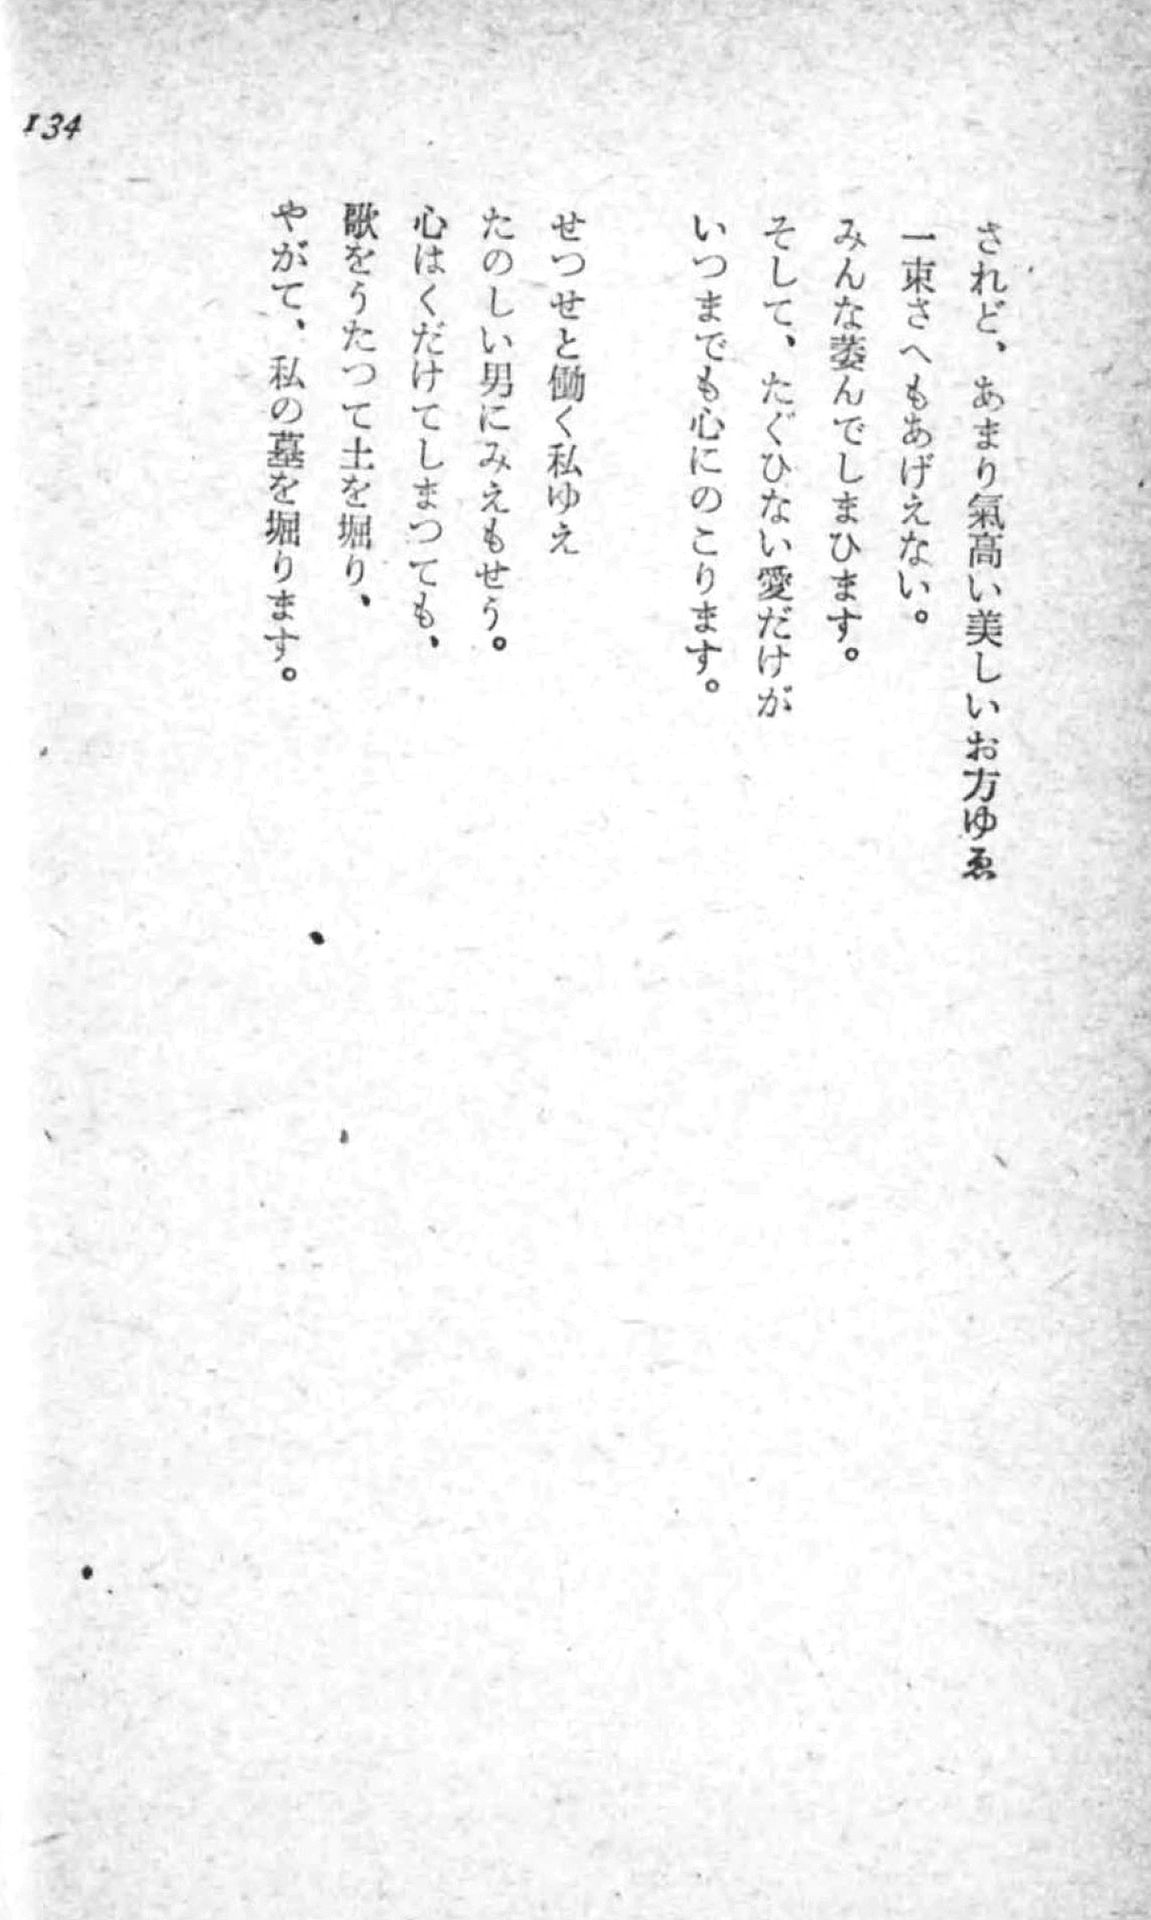 されど、あまり氣高い美しいお方ゆゑ
一束さへもあげえない。
みんな萎んでしまひます。
そして、たぐひない愛だけが
いつまでも心にのこります。
せつせと働く私ゆえ
たのしい男にみえもせう。
心はくだけてしまつても、
歌をうたつて土を堀り、
やがて、私の墓を堀ります。
134